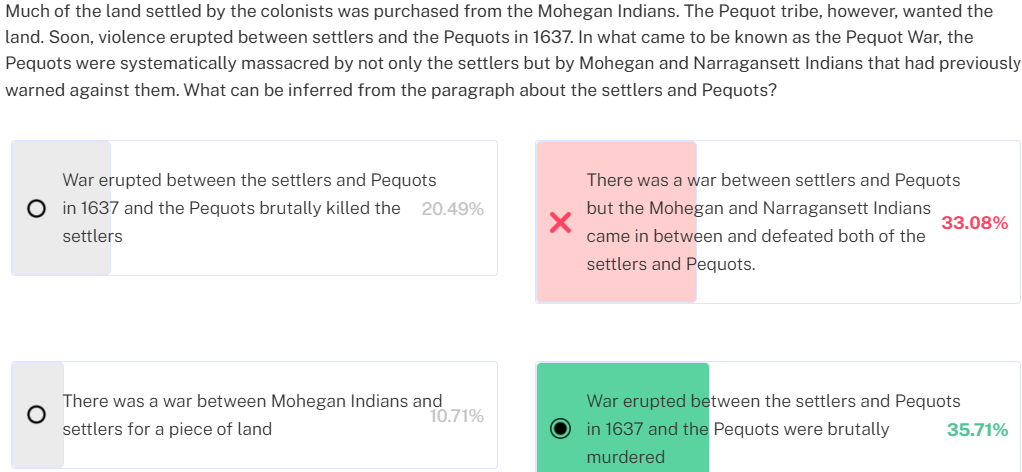 Much of the land settled by the colonists was purchased from the Mohegan Indians. The Pequot tribe, however, wanted the
land. Soon, violence erupted between settlers and the Pequots in 1637. In what came to be known as the Pequot War, the
Pequots were systematically massacred by not only the settlers but by Mohegan and Narragansett Indians that had previously
warned against them. What can be inferred from the paragraph about the settlers and Pequots?
War erupted between the settlers and Pequots
in 1637 and the Pequots brutally killed the
settlers
20.49%
There was a war between settlers and Pequots
but the Mohegan and Narragansett Indians
came in between and defeated both of the
settlers and Pequots.
33.08%
There was a war between Mohegan Indians and
settlers for a piece of land
10.71%
War erupted between the settlers and Pequots
in 1637 and the Pequots were brutally
murdered
35.71%